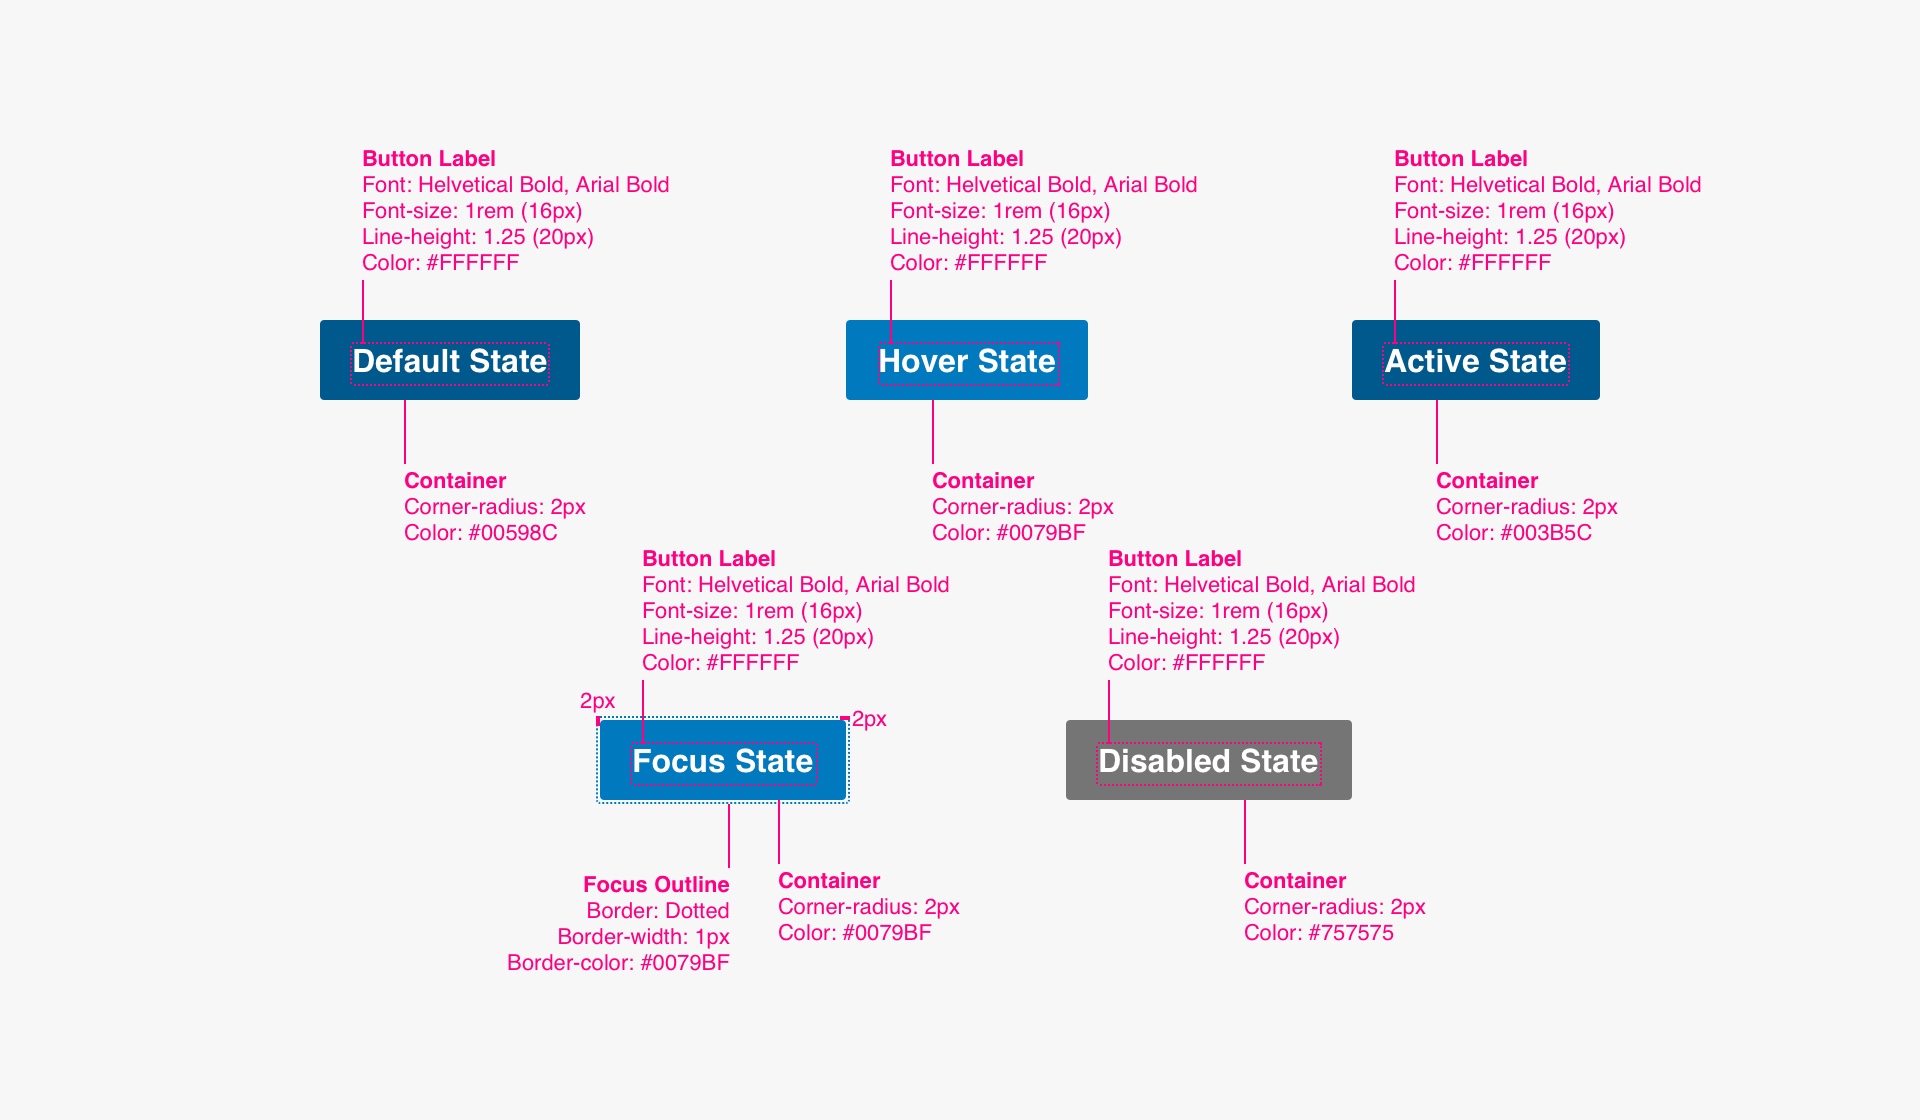 Button Label
Font: Helvetical Bold, Arial Bold
Font-size: 1rem (16px)
Line-height: 1.25 (20px)
Color: #FFFFFF
Default State
Container
Corner-radius: 2px
Color: #00598C
Button Label
Font: Helvetical Bold, Arial Bold
Font-size: 1rem (16px)
Line-height: 1.25 (20px)
Color: #FFFFFF
Hover State
Container
Corner-radius: 2px
Color: #0079BF
Button Label
Font: Helvetical Bold, Arial Bold
Font-size: 1rem (16px)
Line-height: 1.25 (20px)
Color: #FFFFFF
Active State
Container
Corner-radius: 2px
Color: #003B5C
Button Label
Font: Helvetical Bold, Arial Bold
Font-size: 1rem (16px)
Line-height: 1.25 (20px)
Color: #FFFFFF
2px
2px
Focus State
Focus Outline
Border: Dotted
Border-width: 1px
Border-color: #0079BF
Container
Corner-radius: 2px
Color: #0079BF
Button Label
Font: Helvetical Bold, Arial Bold
Font-size: 1rem (16px)
Line-height: 1.25 (20px)
Color: #FFFFFF
Disabled State
Container
Corner-radius: 2px
Color: #757575